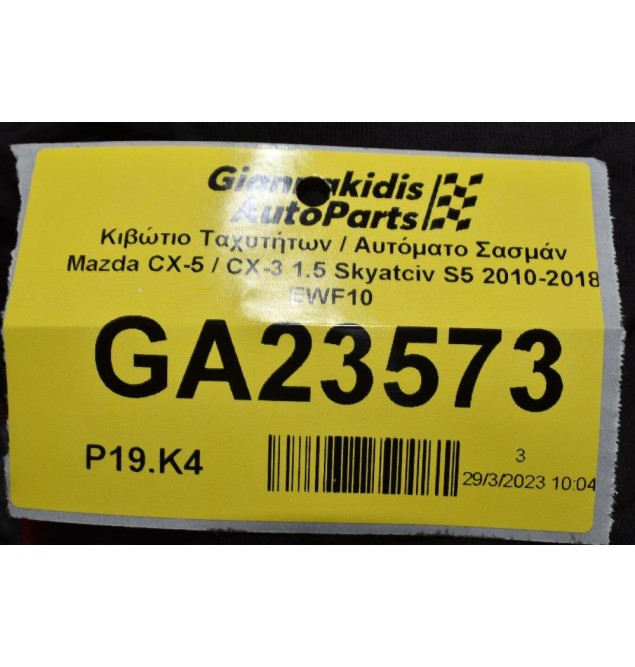 Giannakidis
AutoParts
Κιβώτιο Ταχυτήτων / Αυτόματο Σασμάν
Mazda CX-5 / CX-3 1.5 Skyatciv S5 2010-2018
EWF10
GA23573
P19.K4
3
29/3/2023 10:04